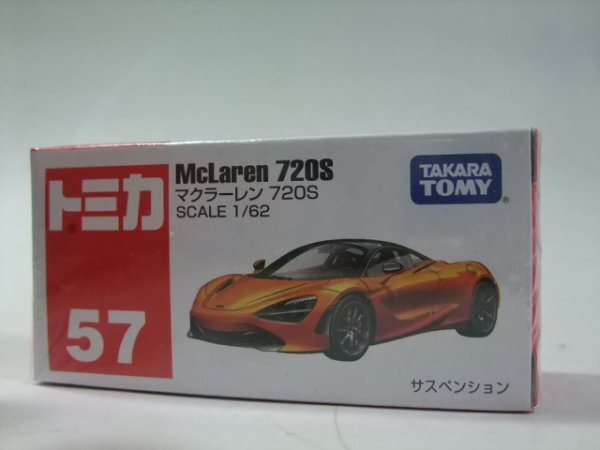 トミカ
®
57
McLaren 720S
マクラーレン 720S
SCALE 1/62
TAKARA
TOMY
®
サスペンション